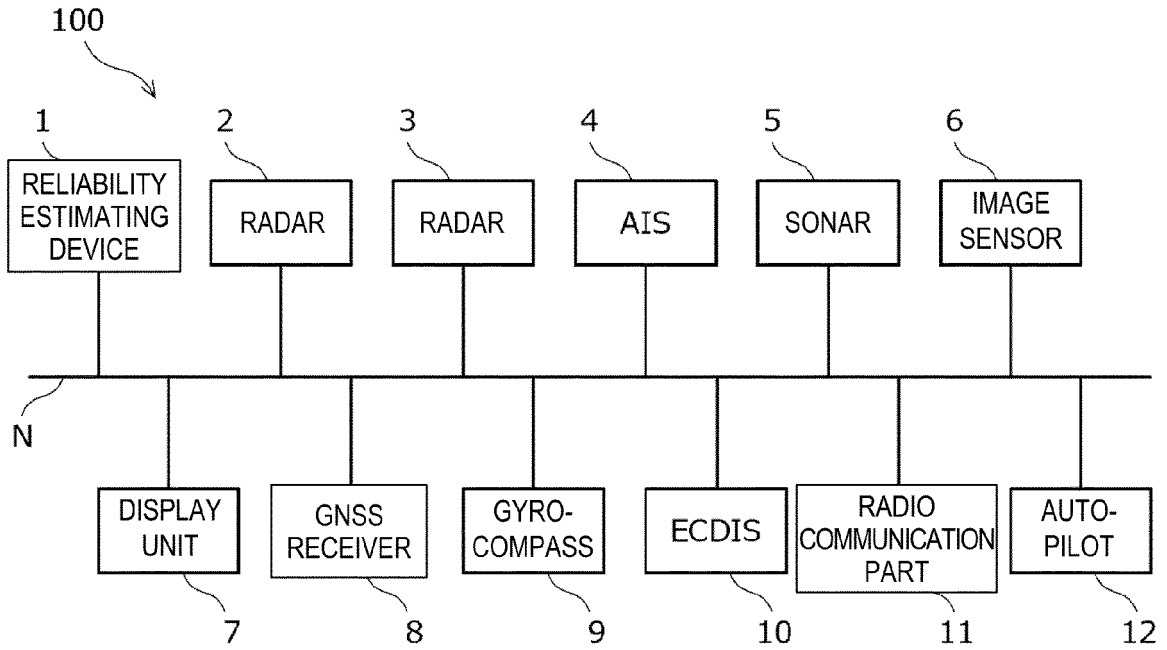 100
1
2
3
4
5
6
RELIABILITY
ESTIMATING
DEVICE
RADAR
RADAR
AIS
SONAR
IMAGE
SENSOR
N
DISPLAY
UNIT
GNSS
RECEIVER
GYRO-
COMPASS
ECDIS
RADIO
COMMUNICATION
PART
AUTO-
PILOT
7
8
9
10
11
12